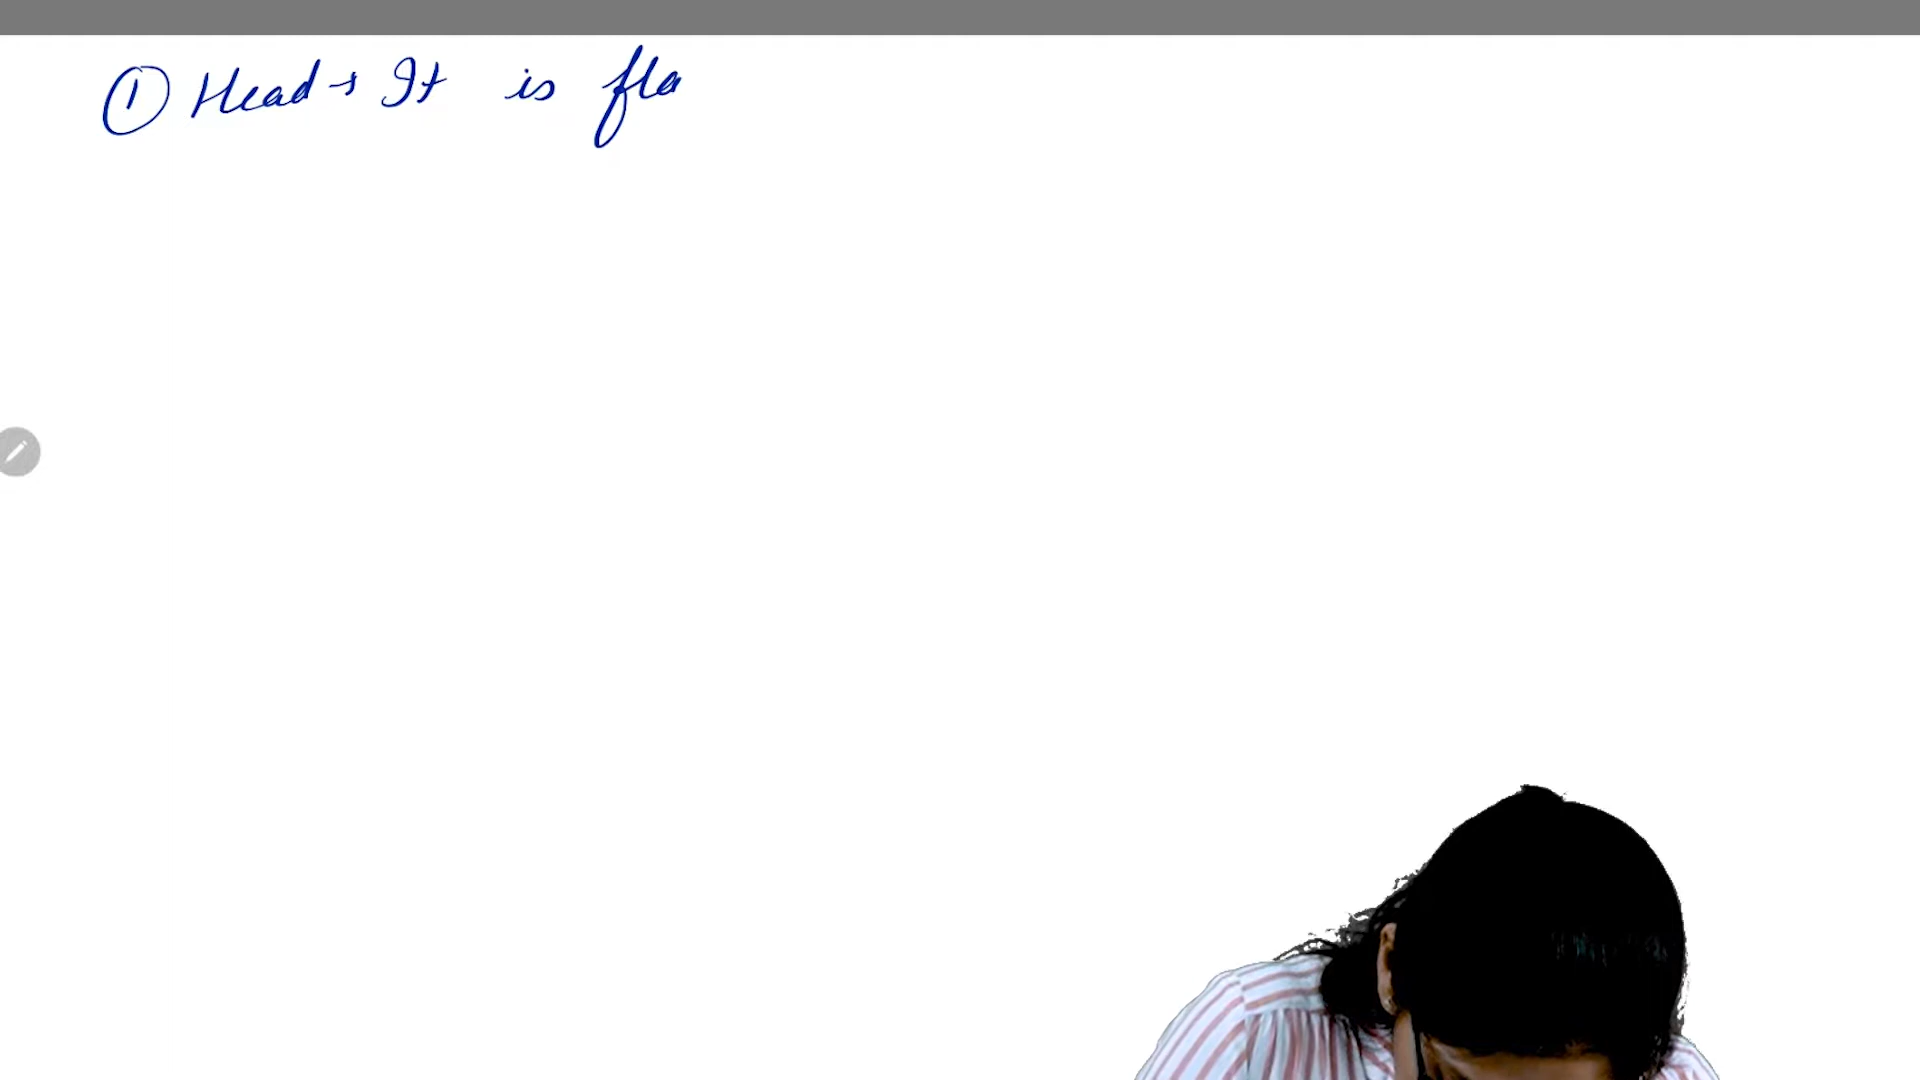 ① Head → It is fla